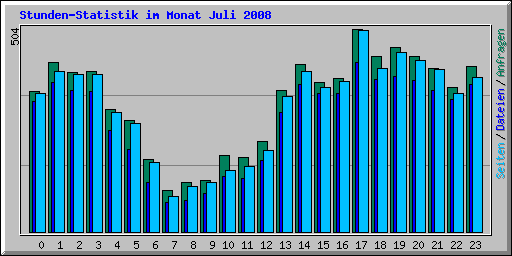 Stunden-Statistik im Monat Juli 2008
504
Seiten / Dateien / Anfragen
0 1 2 3 4 5 6 7 8 9 10 11 12 13 14 15 16 17 18 19 20 21 22 23